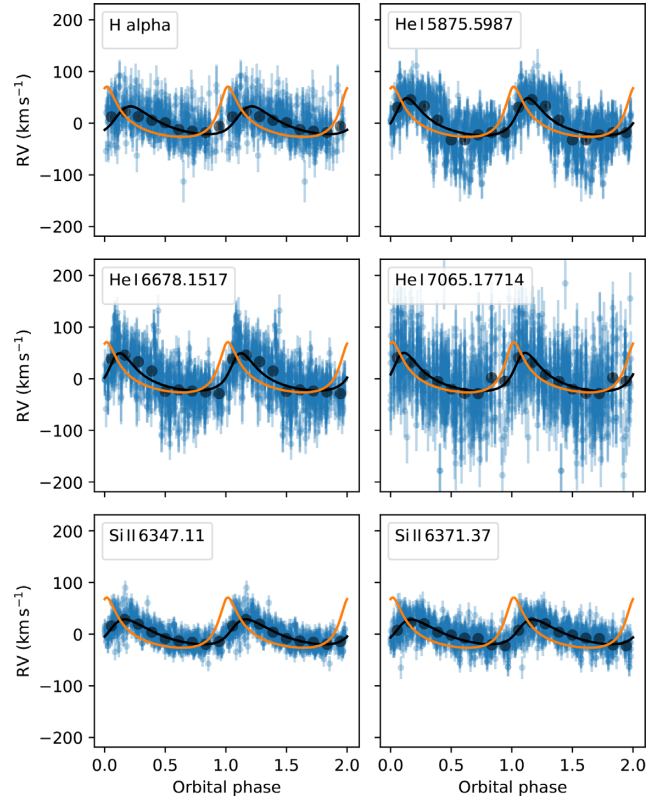 H alpha
He I 5875.5987
200
100
0
−100
−200
RV (km s⁻¹)
He I 6678.1517
He I 7065.17714
200
100
0
−100
−200
RV (km s⁻¹)
Si II 6347.11
Si II 6371.37
200
100
0
−100
−200
RV (km s⁻¹)
0.0 0.5 1.0 1.5 2.0 0.0 0.5 1.0 1.5 2.0
Orbital phase Orbital phase